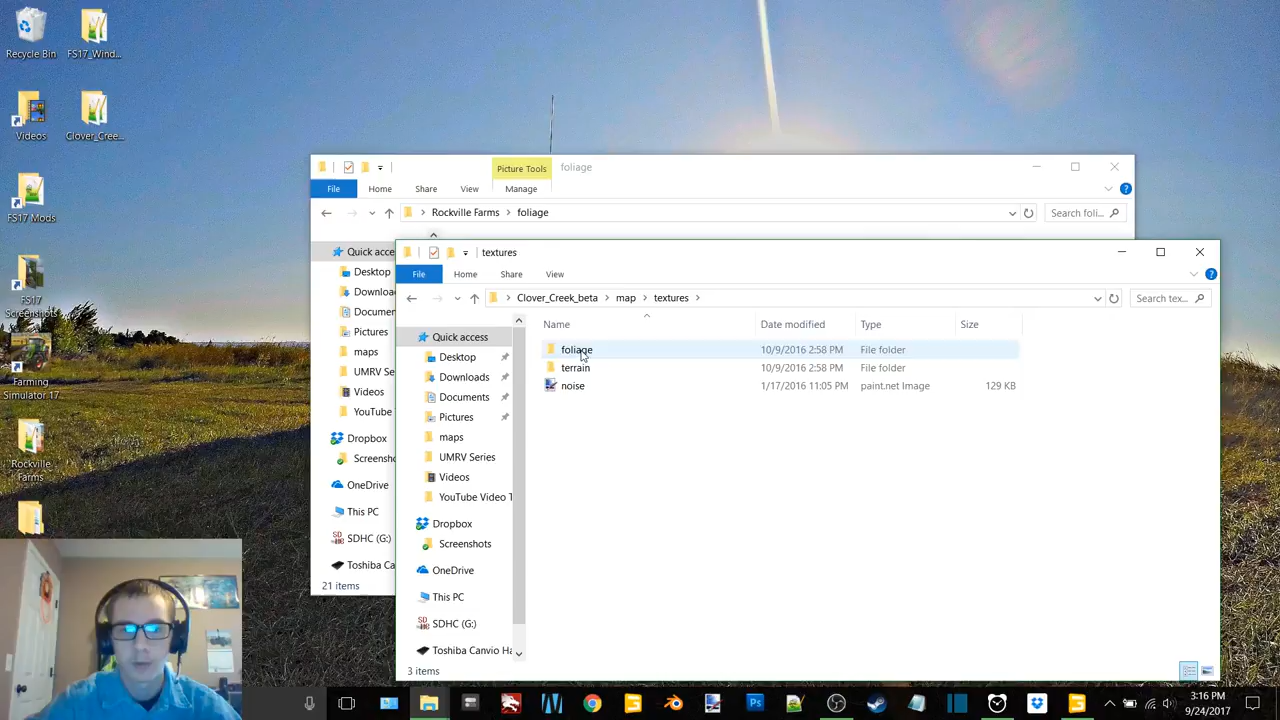 Recycle Bin
FS17_Wind...
Videos
Clover_Cree...
FS17 Mods
FS17
Screenshots
Farming
Simulator 17
Rockville
Farms
Picture Tools
foliage
File
Home
Share
View
Manage
Rockville Farms
foliage
Search foli...
Quick acce
Desktop
Downloa
Documen
Pictures
maps
UMRV Se
Videos
YouTube
Dropbox
Screensho
OneDrive
This PC
SDHC (G:)
Toshiba Ca
21 items
textures
File
Home
Share
View
Clover_Creek_beta
map
textures
Search tex...
Quick access
Desktop
Downloads
Documents
Pictures
maps
UMRV Series
Videos
YouTube Video T
Dropbox
Screenshots
OneDrive
This PC
SDHC (G:)
Toshiba Canvio Ha
Name
Date modified
Type
Size
foliage
10/9/2016 2:58 PM
File folder
terrain
10/9/2016 2:58 PM
File folder
noise
1/17/2016 11:05 PM
paint.net Image
129 KB
3 items
3:16 PM
9/24/2017